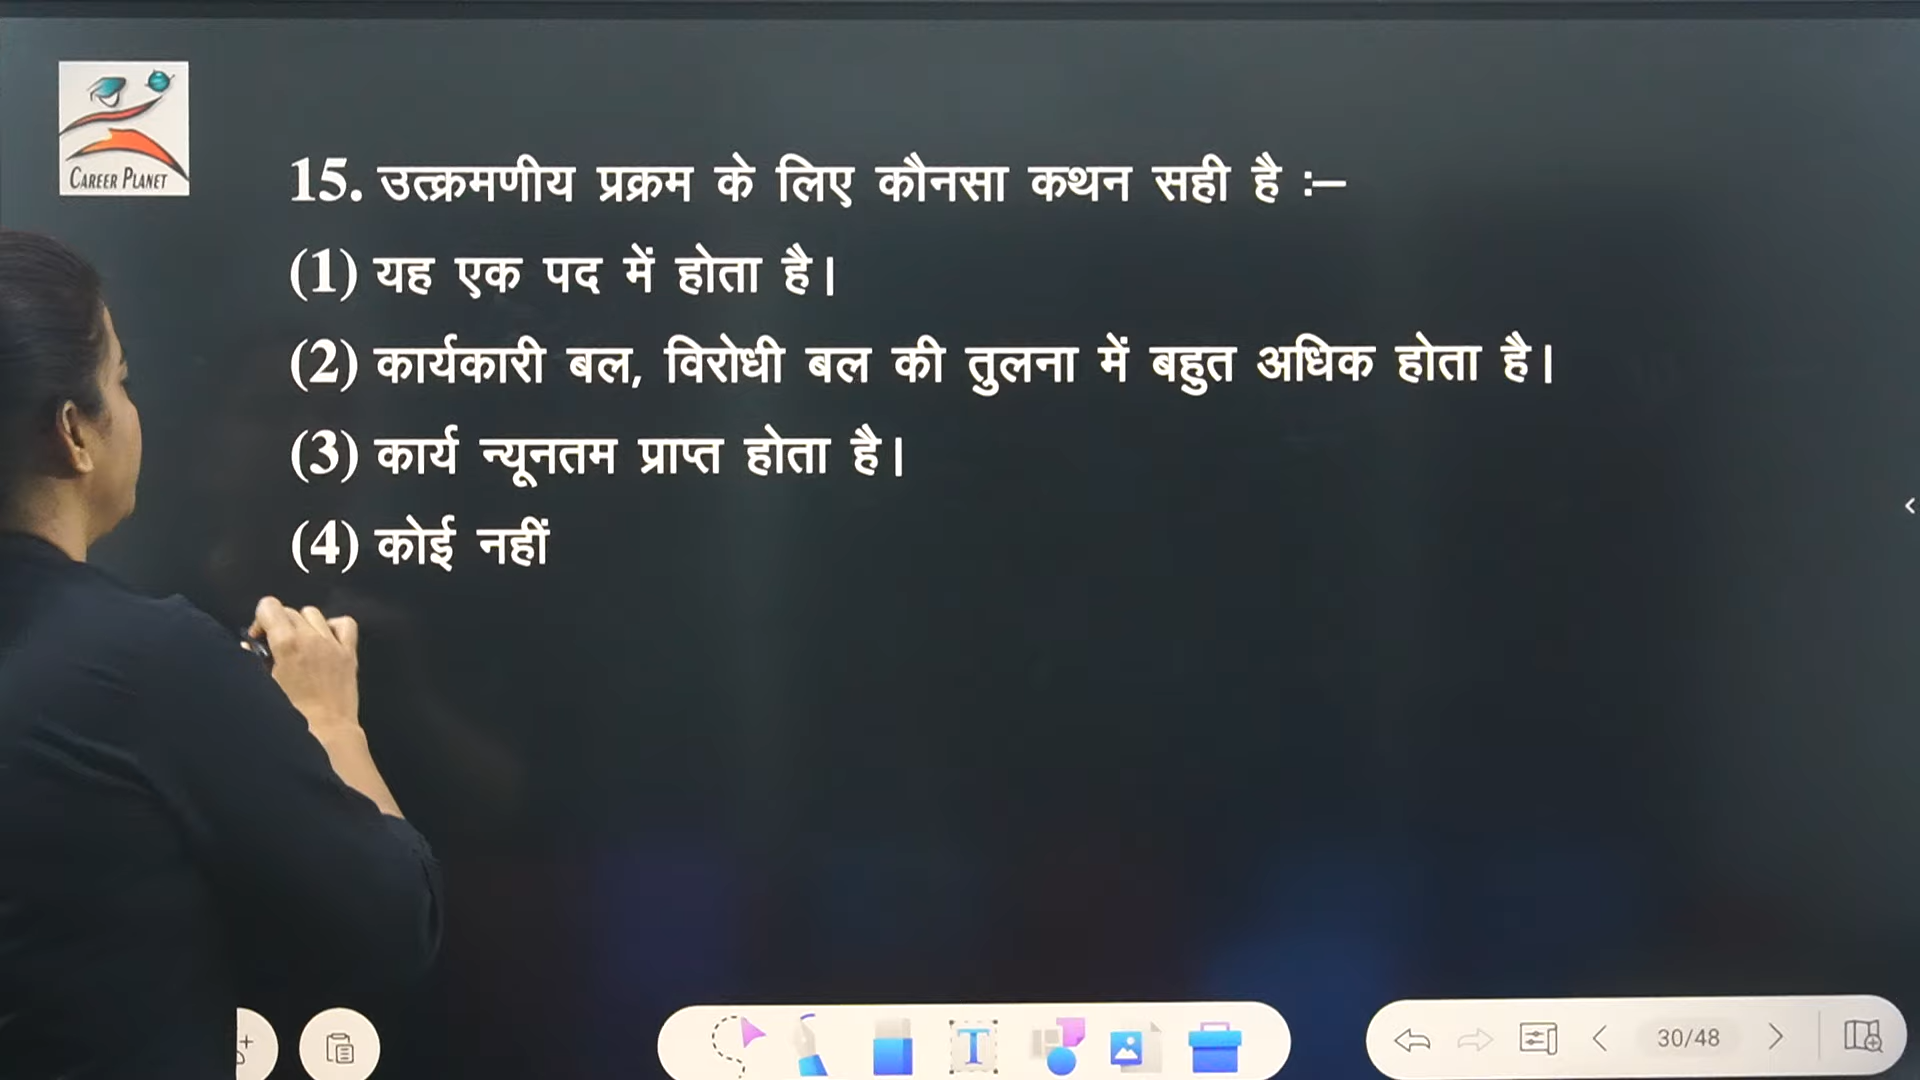 CAREER PLANET
15. उत्क्रमणीय प्रक्रम के लिए कौनसा कथन सही है :–
(1) यह एक पद में होता है।
(2) कार्यकारी बल, विरोधी बल की तुलना में बहुत अधिक होता है।
(3) कार्य न्यूनतम प्राप्त होता है।
(4) कोई नहीं
T
30/48